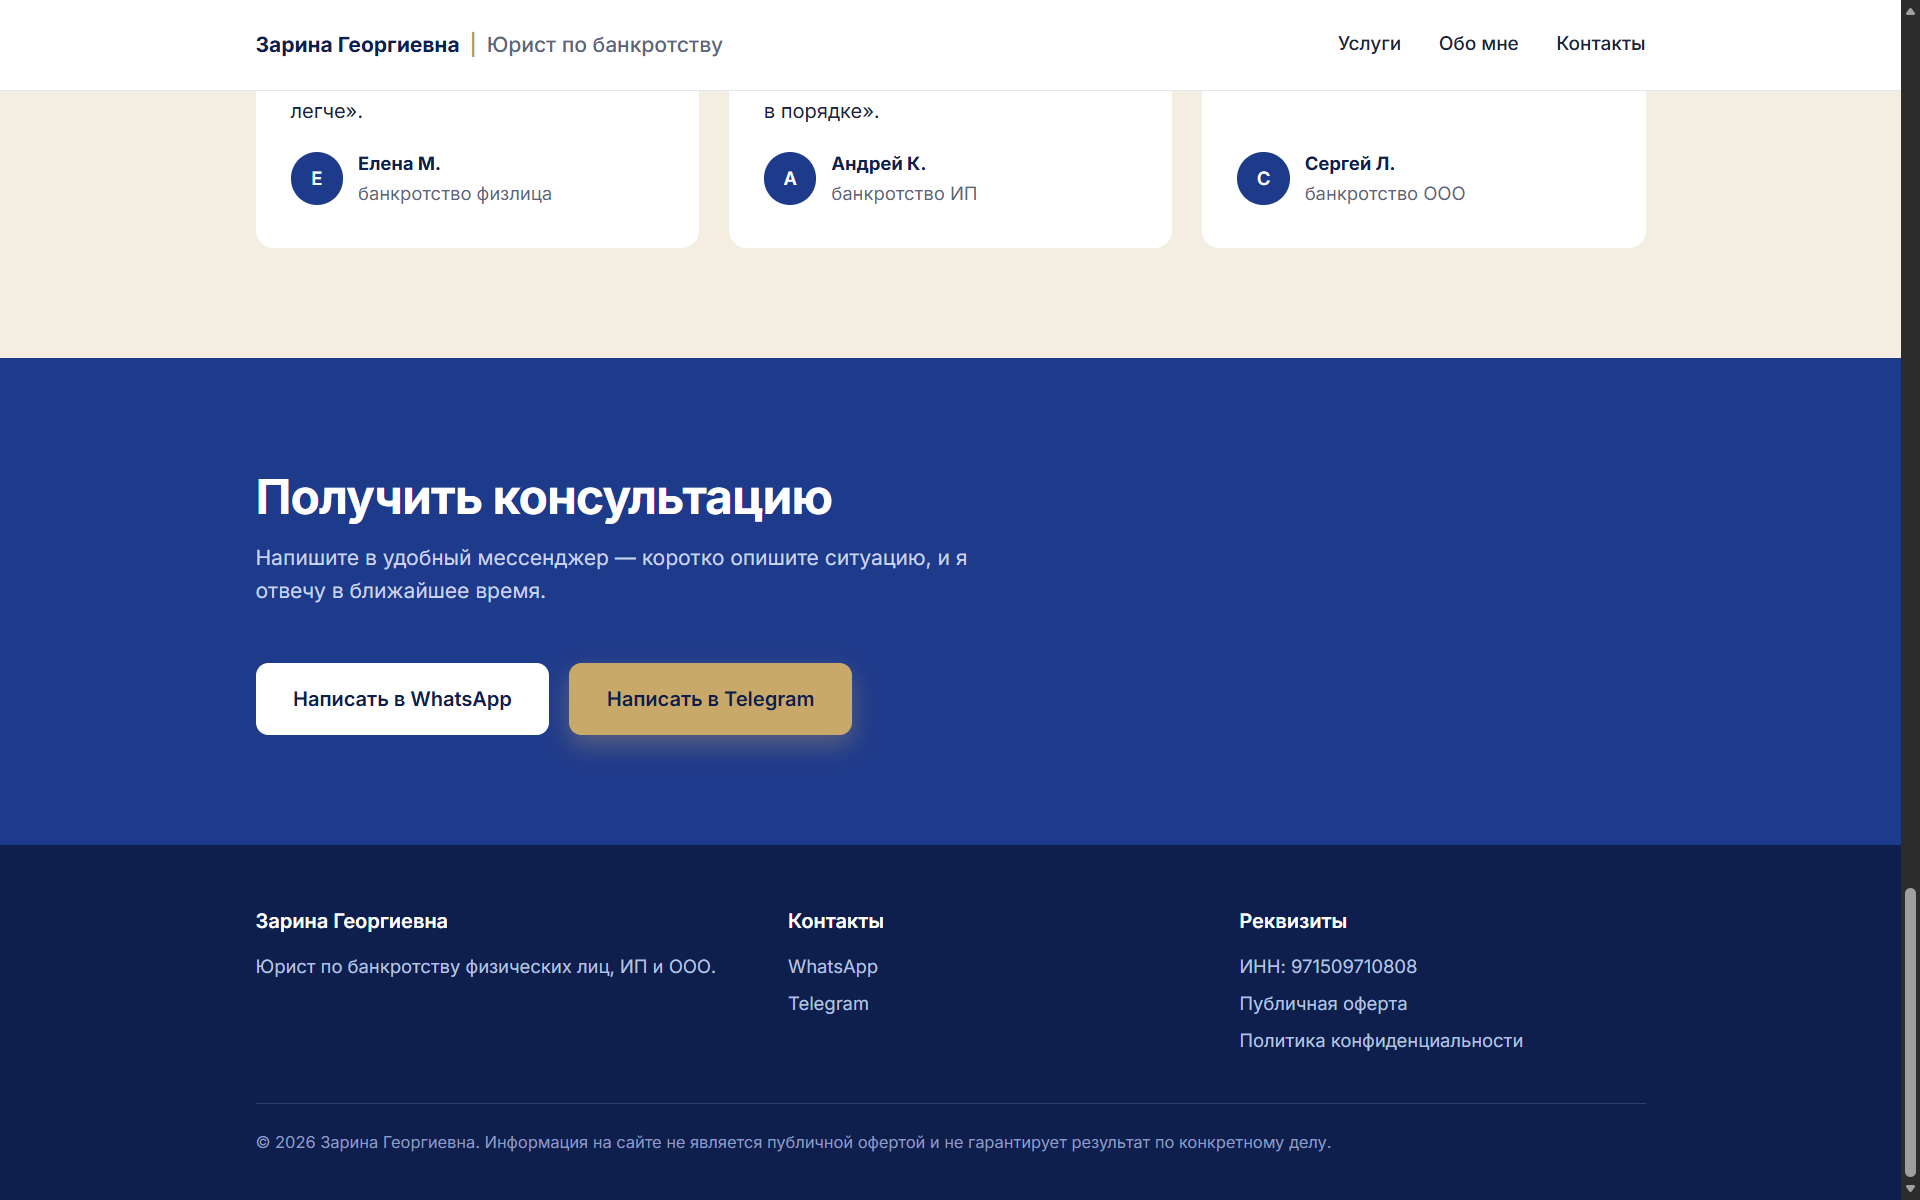 Зарина Георгиевна | Юрист по банкротству
Услуги
Обо мне
Контакты
легче».
Е
Елена М.
банкротство физлица
в порядке».
А
Андрей К.
банкротство ИП
С
Сергей Л.
банкротство ООО
Получить консультацию
Напишите в удобный мессенджер — коротко опишите ситуацию, и я
отвечу в ближайшее время.
Написать в WhatsApp
Написать в Telegram
Зарина Георгиевна
Юрист по банкротству физических лиц, ИП и ООО.
Контакты
WhatsApp
Telegram
Реквизиты
ИНН: 971509710808
Публичная оферта
Политика конфиденциальности
© 2026 Зарина Георгиевна. Информация на сайте не является публичной офертой и не гарантирует результат по конкретному делу.